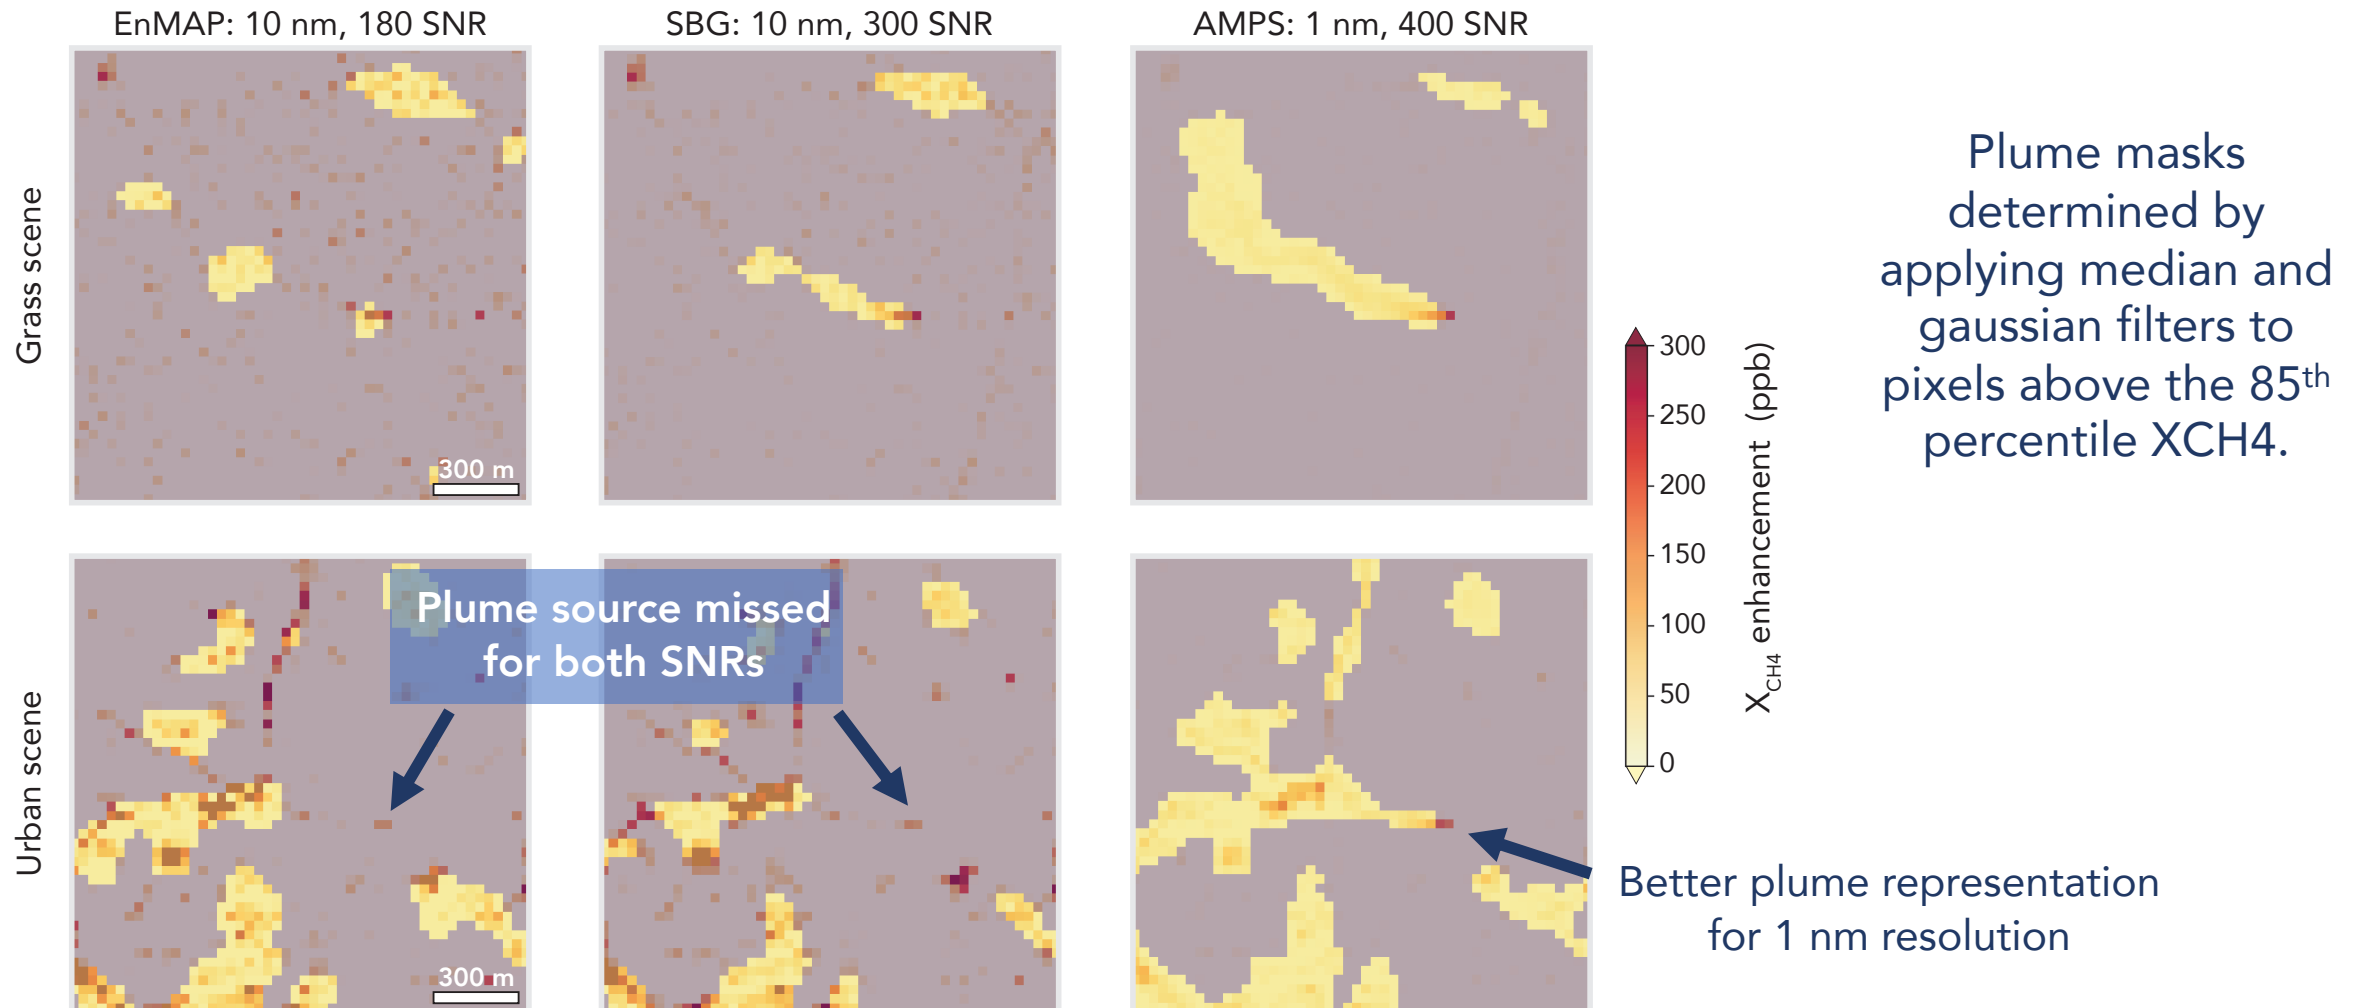 EnMAP: 10 nm, 180 SNR
SBG: 10 nm, 300 SNR
AMPS: 1 nm, 400 SNR
Grass scene
300 m
Plume masks
determined by
applying median and
gaussian filters to
pixels above the 85th
percentile XCH4.
300
250
200
150
100
50
0
XCH4 enhancement (ppb)
Urban scene
Plume source missed
for both SNRs
300 m
Better plume representation
for 1 nm resolution